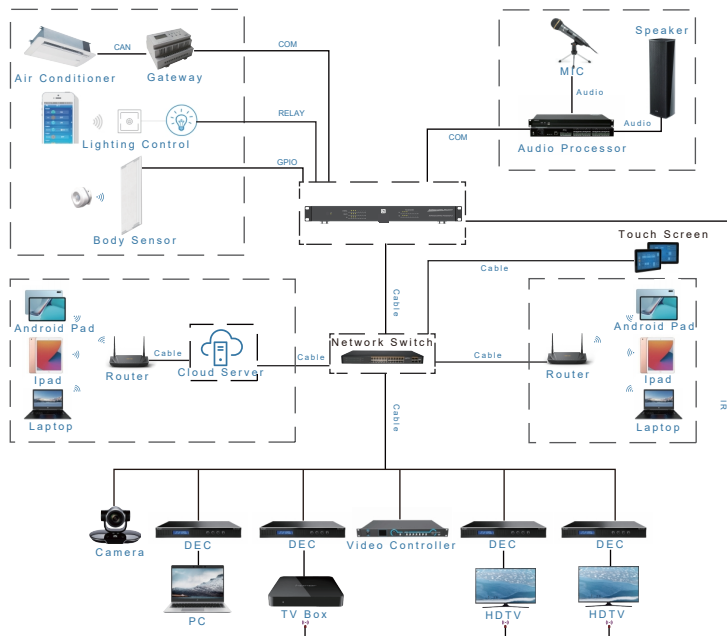 Speaker
CAN
COM
Air Conditioner
Gateway
MIC
Audio
RELAY
Audio
Lighting Control
COM
Audio Processor
GPIO
Body Sensor
Touch Screen
Cable
Cable
Android Pad
Android Pad
Network Switch
Cable
Cable
Cable
Ipad
Router
Cloud Server
Router
Ipad
IR
Laptop
Cable
Laptop
Camera
DEC
DEC
Video Controller
DEC
DEC
PC
TV Box
HDTV
HDTV